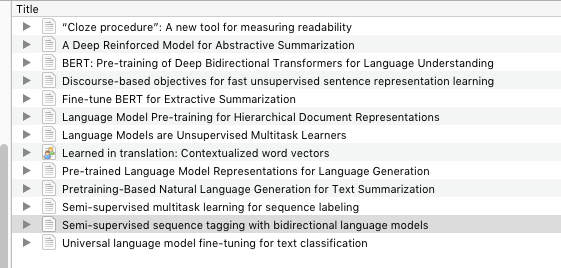 Title
“Cloze procedure”: A new tool for measuring readability
A Deep Reinforced Model for Abstractive Summarization
BERT: Pre-training of Deep Bidirectional Transformers for Language Understanding
Discourse-based objectives for fast unsupervised sentence representation learning
Fine-tune BERT for Extractive Summarization
Language Model Pre-training for Hierarchical Document Representations
Language Models are Unsupervised Multitask Learners
Learned in translation: Contextualized word vectors
Pre-trained Language Model Representations for Language Generation
Pretraining-Based Natural Language Generation for Text Summarization
Semi-supervised multitask learning for sequence labeling
Semi-supervised sequence tagging with bidirectional language models
Universal language model fine-tuning for text classification